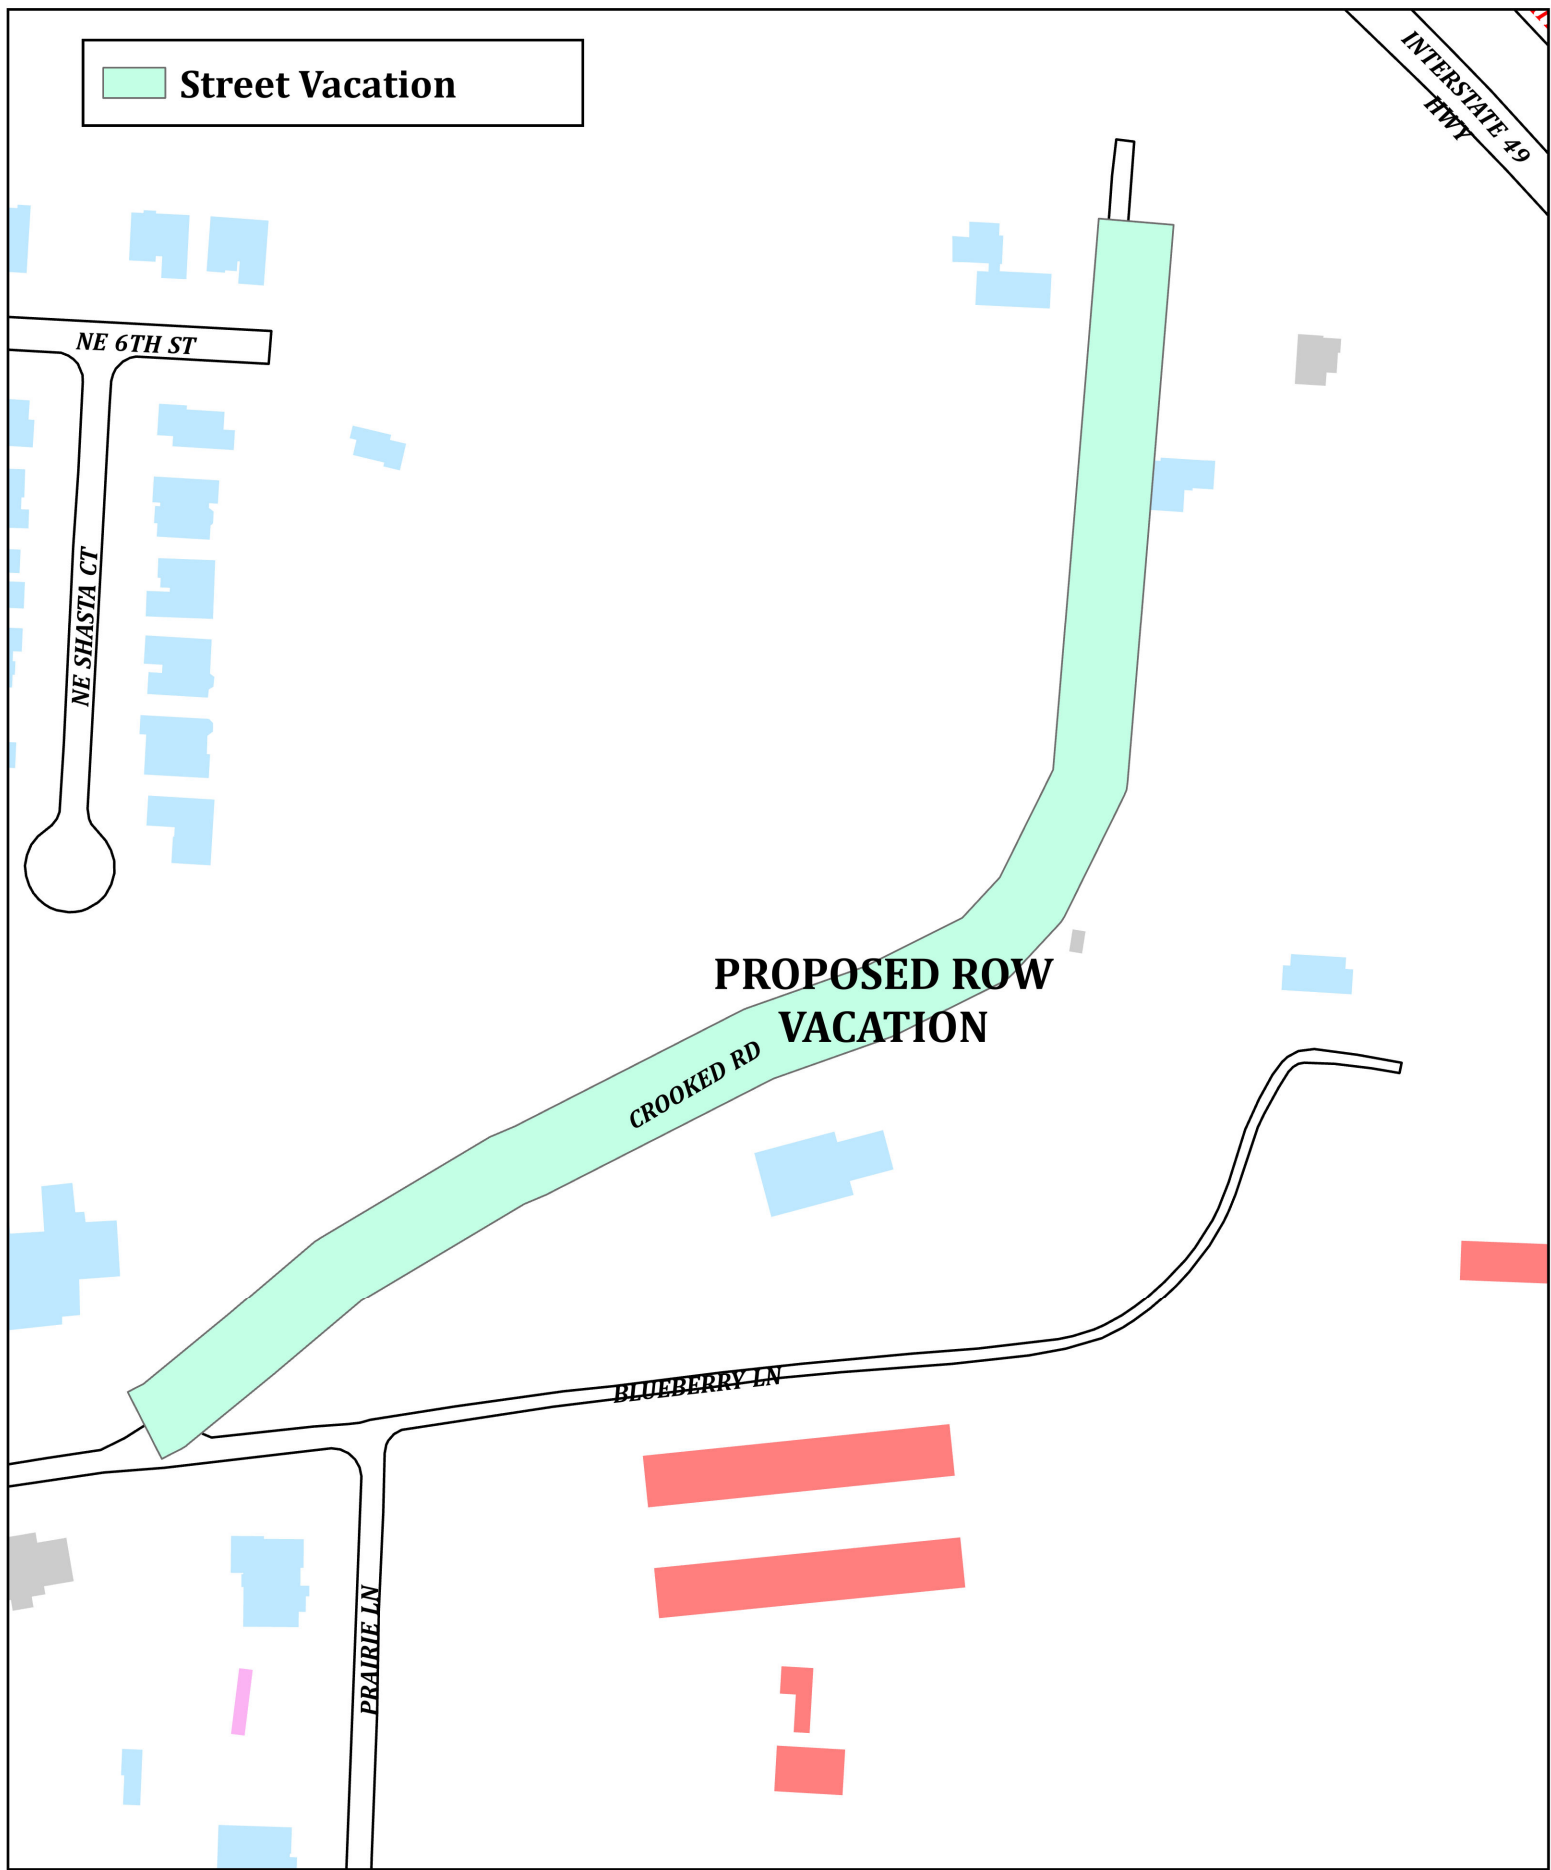 Street Vacation
INTERSTATE 49
HWY
NE 6TH ST
NE SHASTA CT
PROPOSED ROW
VACATION
CROOKED RD
BLUEBERRY LN
PRAIRIE LN